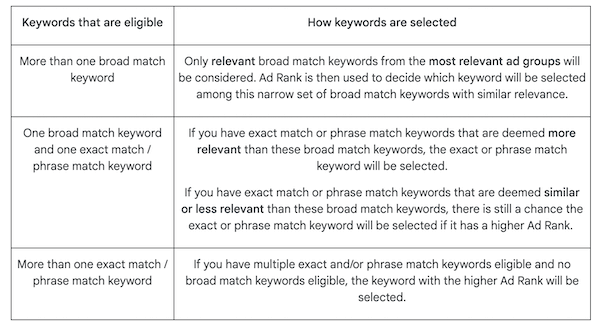 Keywords that are eligible
How keywords are selected
More than one broad match
keyword
Only relevant broad match keywords from the most relevant ad groups will
be considered. Ad Rank is then used to decide which keyword will be selected
among this narrow set of broad match keywords with similar relevance.
One broad match keyword
and one exact match /
phrase match keyword
If you have exact match or phrase match keywords that are deemed more
relevant than these broad match keywords, the exact or phrase match
keyword will be selected.
If you have exact match or phrase match keywords that are deemed similar
or less relevant than these broad match keywords, there is still a chance the
exact or phrase match keyword will be selected if it has a higher Ad Rank.
More than one exact match /
phrase match keyword
If you have multiple exact and/or phrase match keywords eligible and no
broad match keywords eligible, the keyword with the higher Ad Rank will be
selected.